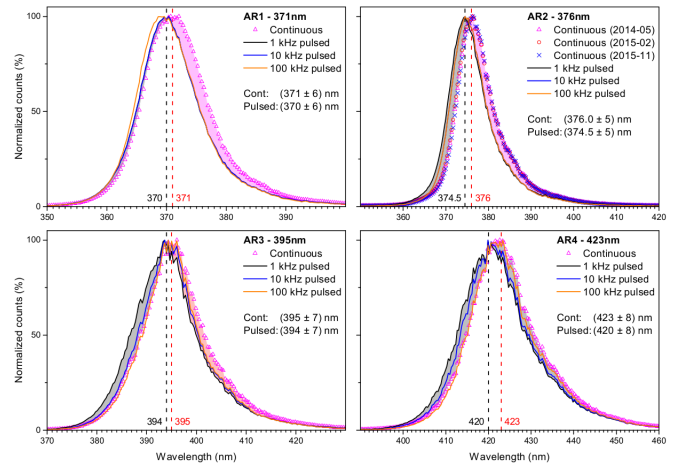 AR1 - 371nm
Continuous
1 kHz pulsed
10 kHz pulsed
100 kHz pulsed
Cont: (371 ± 6) nm
Pulsed: (370 ± 6) nm
370
371
100
50
0
Normalized counts (%)
350
360
370
380
390
AR2 - 376nm
Continuous (2014-05)
Continuous (2015-02)
Continuous (2015-11)
1 kHz pulsed
10 kHz pulsed
100 kHz pulsed
Cont: (376.0 ± 5) nm
Pulsed: (374.5 ± 5) nm
374.5
376
100
50
0
360
370
380
390
400
410
420
AR3 - 395nm
Continuous
1 kHz pulsed
10 kHz pulsed
100 kHz pulsed
Cont: (395 ± 7) nm
Pulsed: (394 ± 7) nm
394
395
100
50
0
Normalized counts (%)
370
380
390
400
410
420
Wavelength (nm)
AR4 - 423nm
Continuous
1 kHz pulsed
10 kHz pulsed
100 kHz pulsed
Cont: (423 ± 8) nm
Pulsed: (420 ± 8) nm
420
423
100
50
0
400
410
420
430
440
450
460
Wavelength (nm)